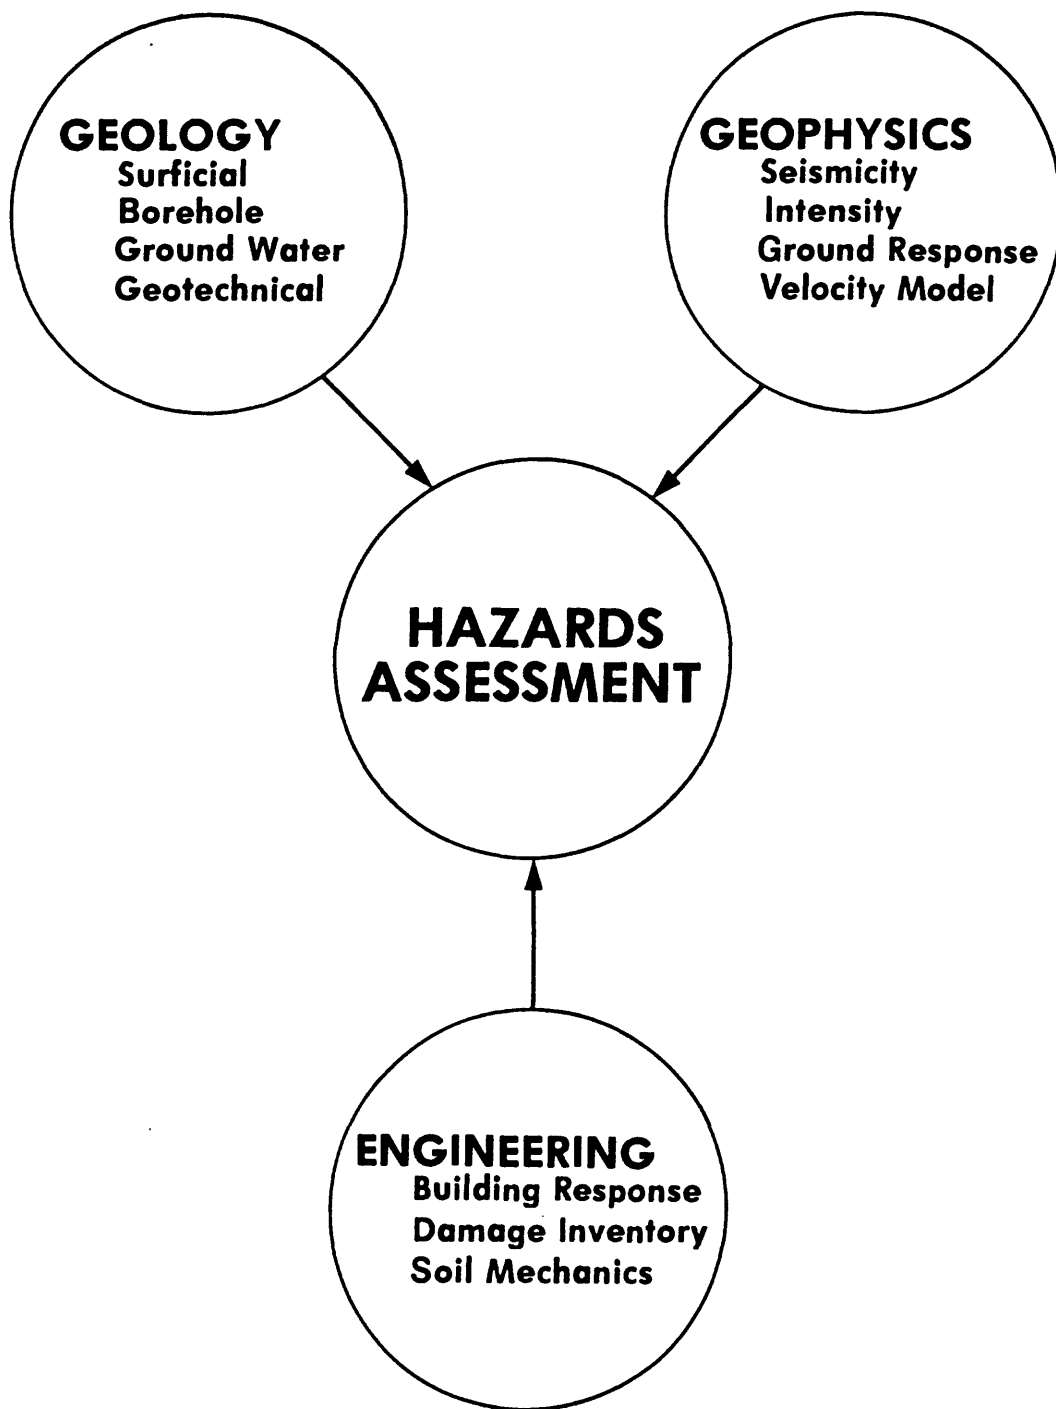 GEOLOGY
Surficial
Borehole
Ground Water
Geotechnical
GEOPHYSICS
Seismicity
Intensity
Ground Response
Velocity Model
HAZARDS
ASSESSMENT
ENGINEERING
Building Response
Damage Inventory
Soil Mechanics